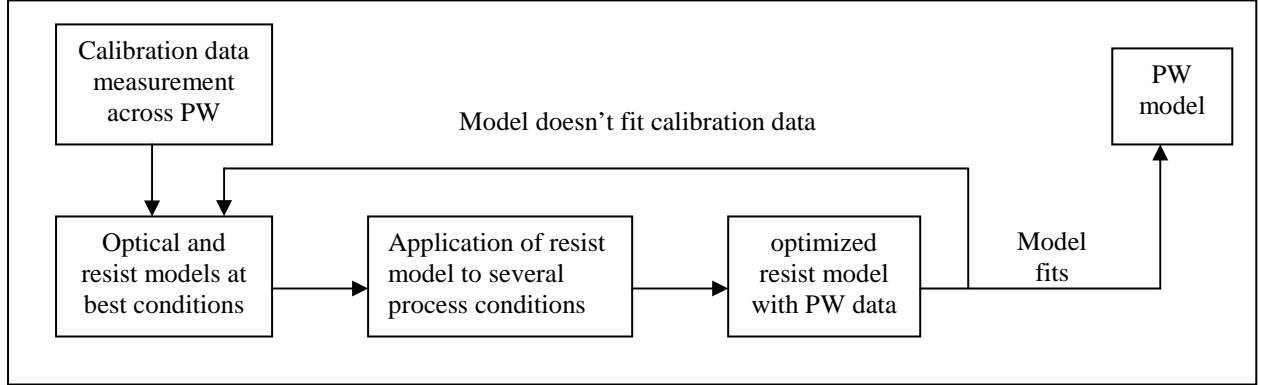 Calibration data
measurement
across PW
PW
model
Model doesn’t fit calibration data
Optical and
resist models at
best conditions
Application of resist
model to several
process conditions
optimized
resist model
with PW data
Model
fits